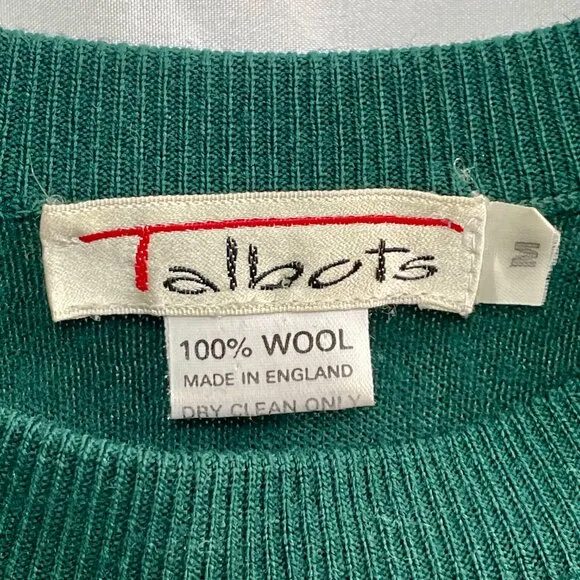 Talbots
M
100% WOOL
MADE IN ENGLAND
DRY CLEAN ONLY